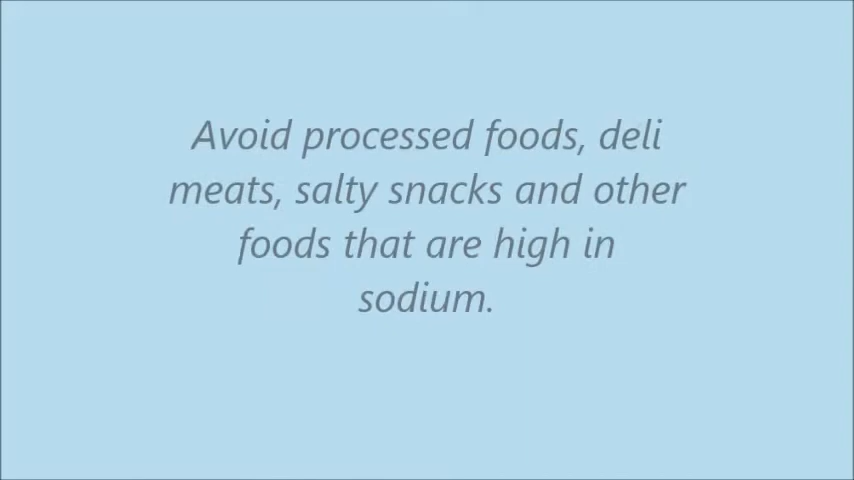 Avoid processed foods, deli
meats, salty snacks and other
foods that are high in
sodium.